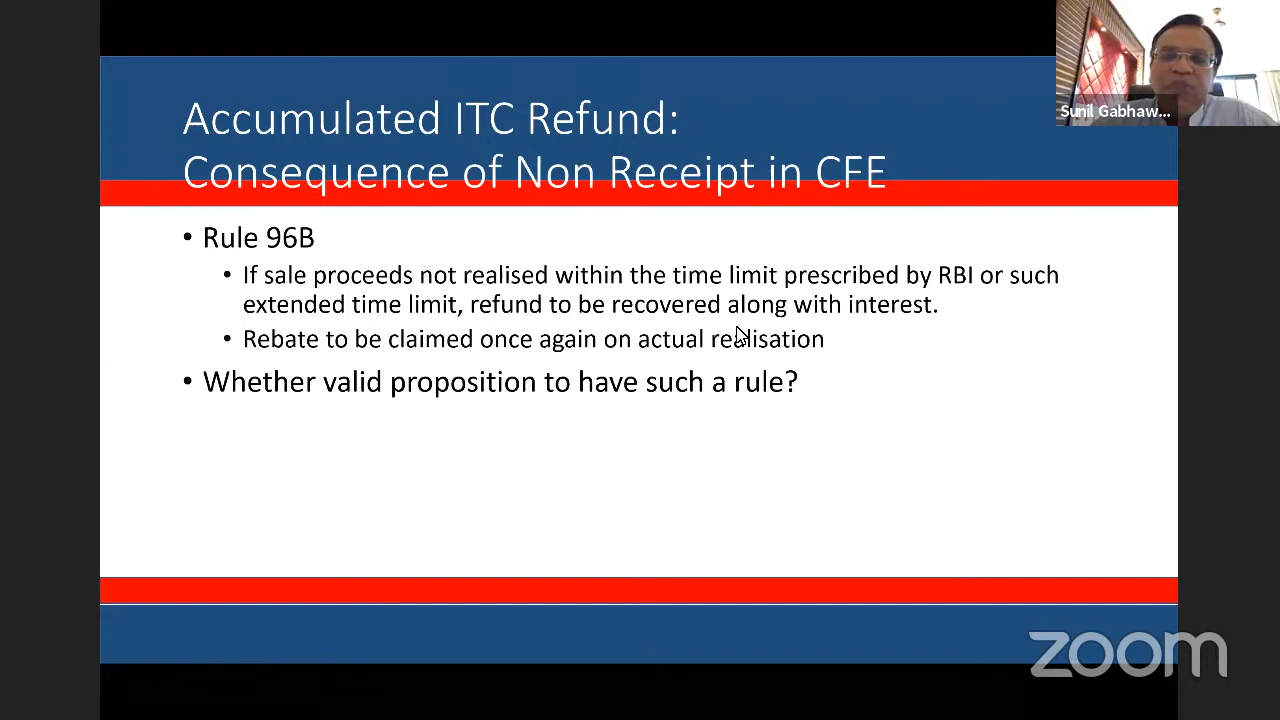 Accumulated ITC Refund:
Consequence of Non Receipt in CFE
Sunil Gabhaw...
• Rule 96B
• If sale proceeds not realised within the time limit prescribed by RBI or such
extended time limit, refund to be recovered along with interest.
• Rebate to be claimed once again on actual realisation
• Whether valid proposition to have such a rule?
zoom